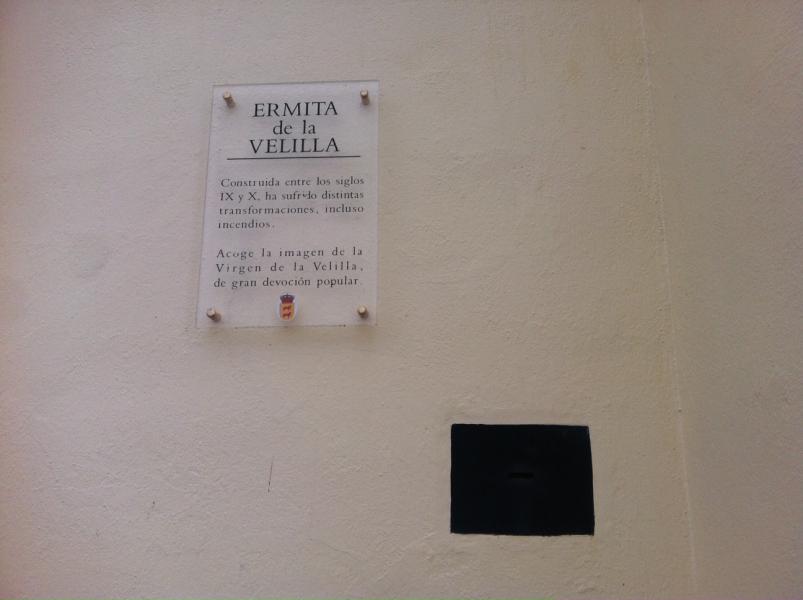 ERMITA
de la
VELILLA
Construida entre los siglos
IX y X, ha sufrido distintas
transformaciones, incluso
incendios.
Acoge la imagen de la
Virgen de la Velilla,
de gran devoción popular.